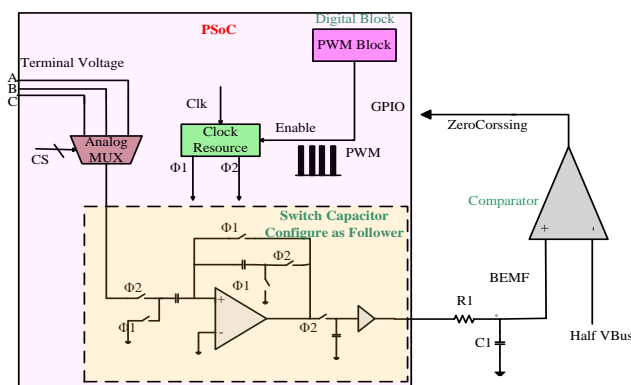 Digital Block
PSoC
PWM Block
Terminal Voltage
A
B
C
Clk
GPIO
ZeroCorssing
Analog
MUX
CS
Clock
Resource
Enable
PWM
Φ1
Φ2
Comparator
Switch Capacitor
Configure as Follower
+
-
Φ2
Φ1
Φ2
Φ1
+
-
Φ2
BEMF
R1
C1
Half VBus